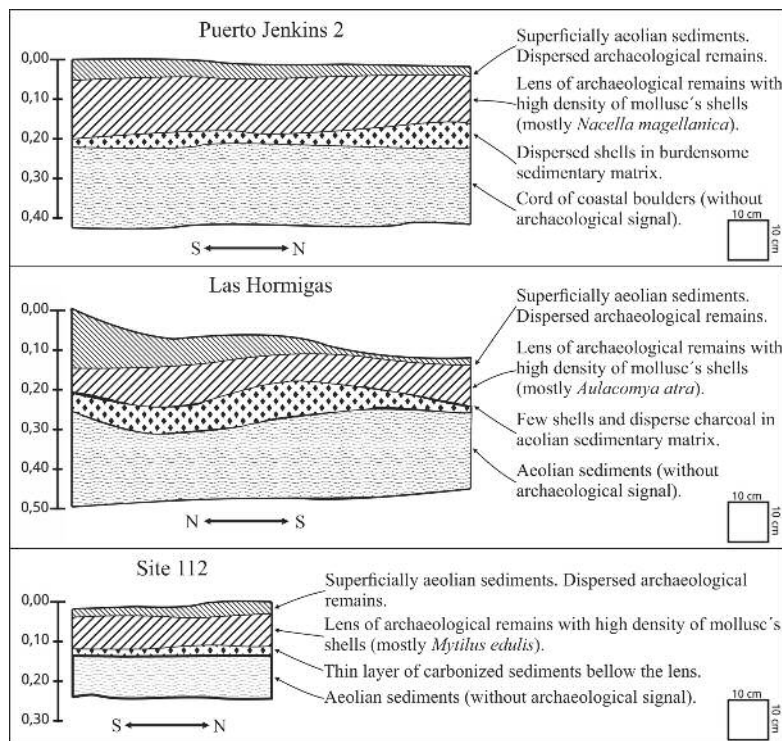 Puerto Jenkins 2
0,00
0,10
0,20
0,30
0,40
S N
Superficially aeolian sediments.
Dispersed archaeological remains.
Lens of archaeological remains with
high density of mollusc´s shells
(mostly Nacella magellanica).
Dispersed shells in burdensome
sedimentary matrix.
Cord of coastal boulders (without
archaeological signal).
10 cm
10 cm
Las Hormigas
0,00
0,10
0,20
0,30
0,40
0,50
N S
Superficially aeolian sediments.
Dispersed archaeological remains.
Lens of archaeological remains with
high density of mollusc´s shells
(mostly Aulacomya atra).
Few shells and disperse charcoal in
aeolian sedimentary matrix.
Aeolian sediments (without
archaeological signal).
10 cm
10 cm
Site 112
0,00
0,10
0,20
0,30
S N
Superficially aeolian sediments. Dispersed archaeological
remains.
Lens of archaeological remains with high density of mollusc´s
shells (mostly Mytilus edulis).
Thin layer of carbonized sediments bellow the lens.
Aeolian sediments (without archaeological signal).
10 cm
10 cm